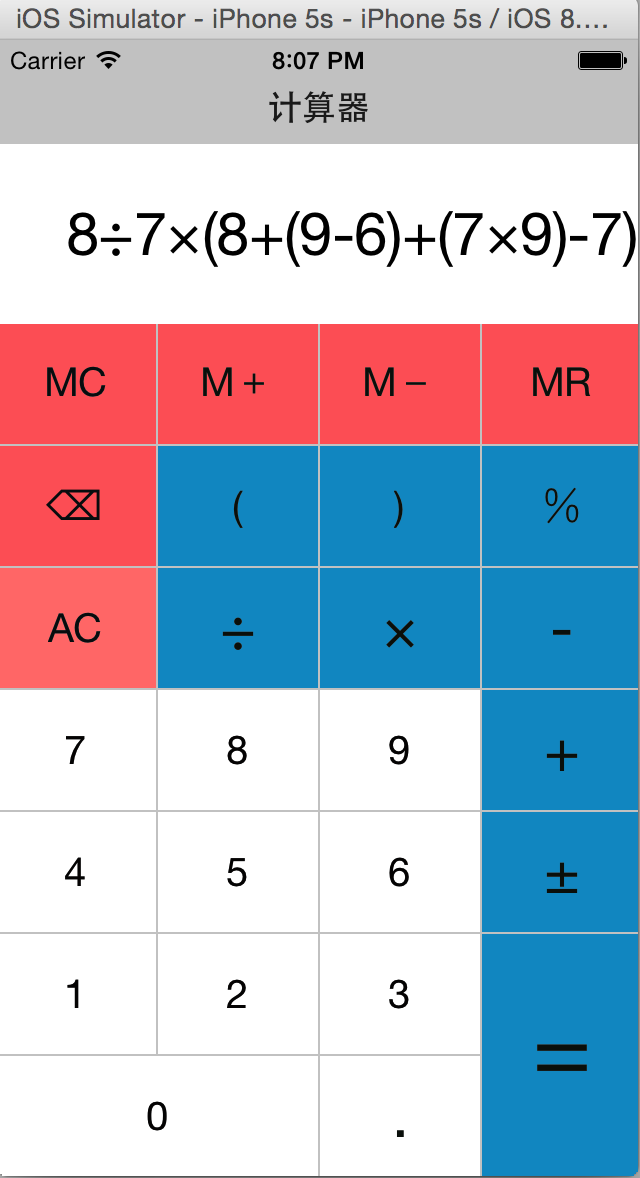 iOS Simulator - iPhone 5s - iPhone 5s / iOS 8....
Carrier 8:07 PM
计算器
8÷7×(8+(9-6)+(7×9)-7)
MC M+ M− MR
⌫ ( ) %
AC ÷ × -
7 8 9 +
4 5 6 ±
1 2 3 =
0 .